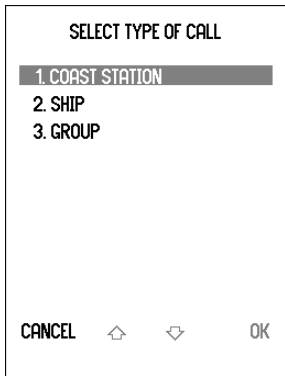 SELECT TYPE OF CALL
1. COAST STATION
2. SHIP
3. GROUP
CANCEL OK